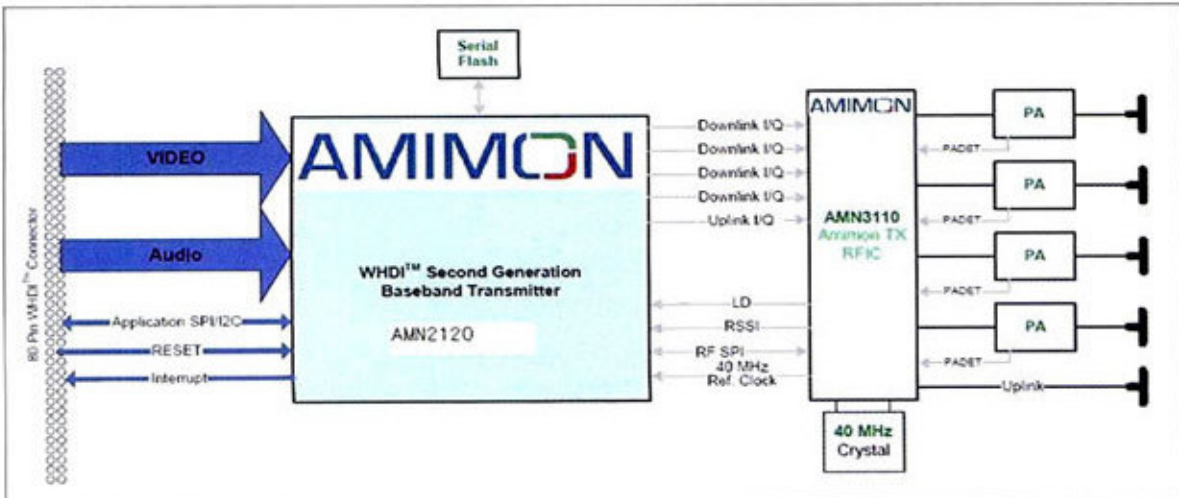 Serial
Flash
80 Pin WHDI™ Connector
VIDEO
Audio
Application SPI/I2C
RESET
Interrupt
AMIMON
WHDI™ Second Generation
Baseband Transmitter
AMN2120
Downlink I/Q
Downlink I/Q
Downlink I/Q
Downlink I/Q
Uplink I/Q
LD
RSSI
RF SPI
40 MHz
Ref. Clock
AMIMON
AMN3110
Amimon TX
RFIC
40 MHz
Crystal
PA
PADET
PA
PADET
PA
PADET
PA
PADET
Uplink